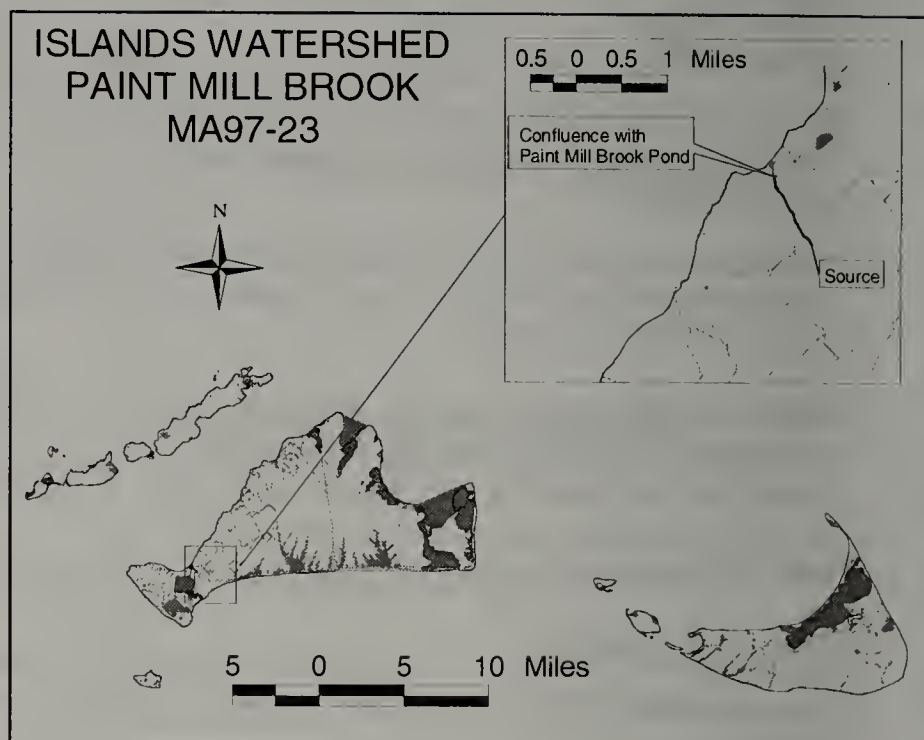 ISLANDS WATERSHED
PAINT MILL BROOK
MA97-23
0.5 0 0.5 1 Miles
Confluence with
Paint Mill Brook Pond
Source
N
5 0 5 10 Miles